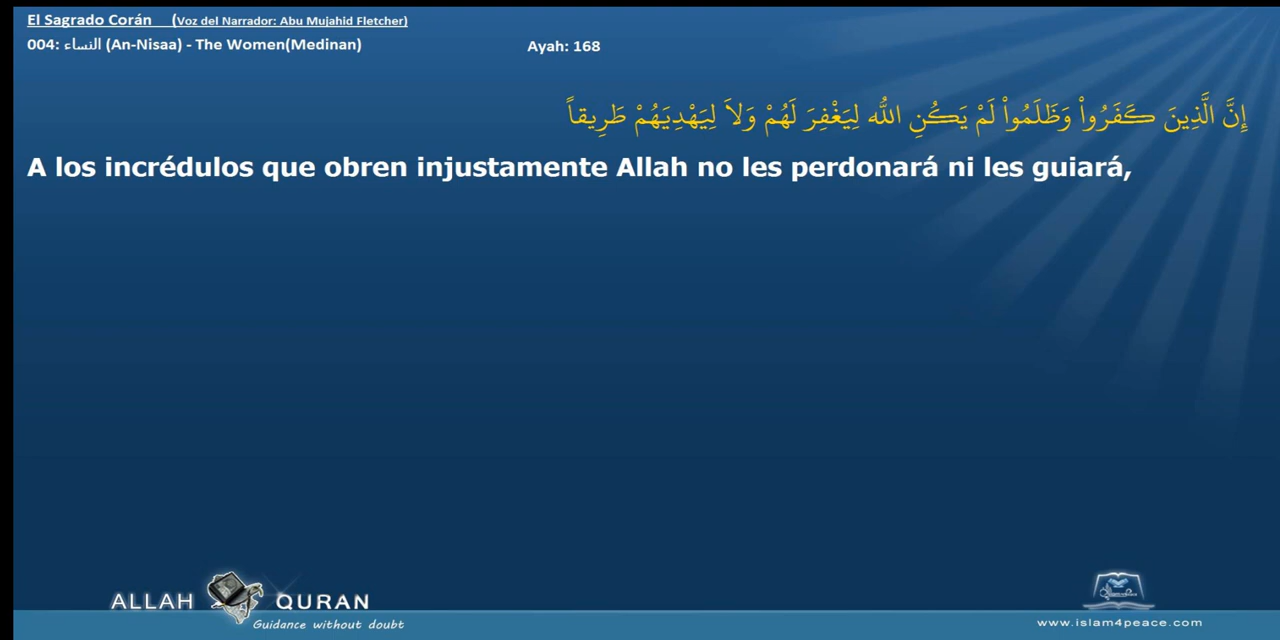 El Sagrado Corán (Voz del Narrador: Abu Mujahid Fletcher)
004: النساء (An-Nisaa) - The Women(Medinan)
Ayah: 168
إِنَّ الَّذِينَ كَفَرُواْ وَظَلَمُواْ لَمْ يَكُنِ اللّه لِيَغْفِرَ لَهُمْ وَلاَ لِيَهْدِيَهُمْ طَرِيقاً
A los incrédulos que obren injustamente Allah no les perdonará ni les guiará,
ALLAH QURAN
Guidance without doubt
www.islam4peace.com